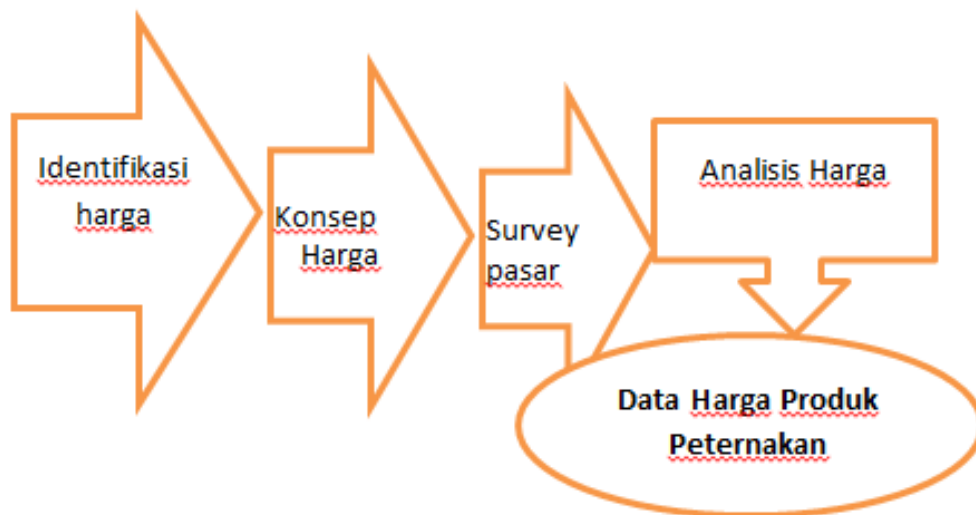 Identifikasi
harga
Konsep
Harga
Survey
pasar
Analisis Harga
Data Harga Produk
Peternakan